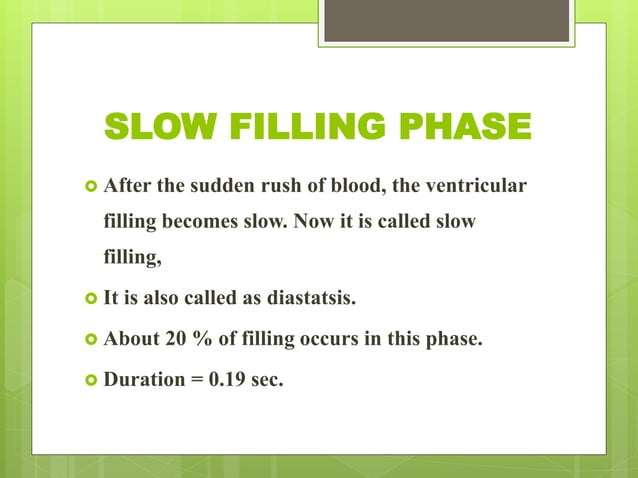 SLOW FILLING PHASE
After the sudden rush of blood, the ventricular
filling becomes slow. Now it is called slow
filling,
It is also called as diastatsis.
About 20 % of filling occurs in this phase.
Duration = 0.19 sec.